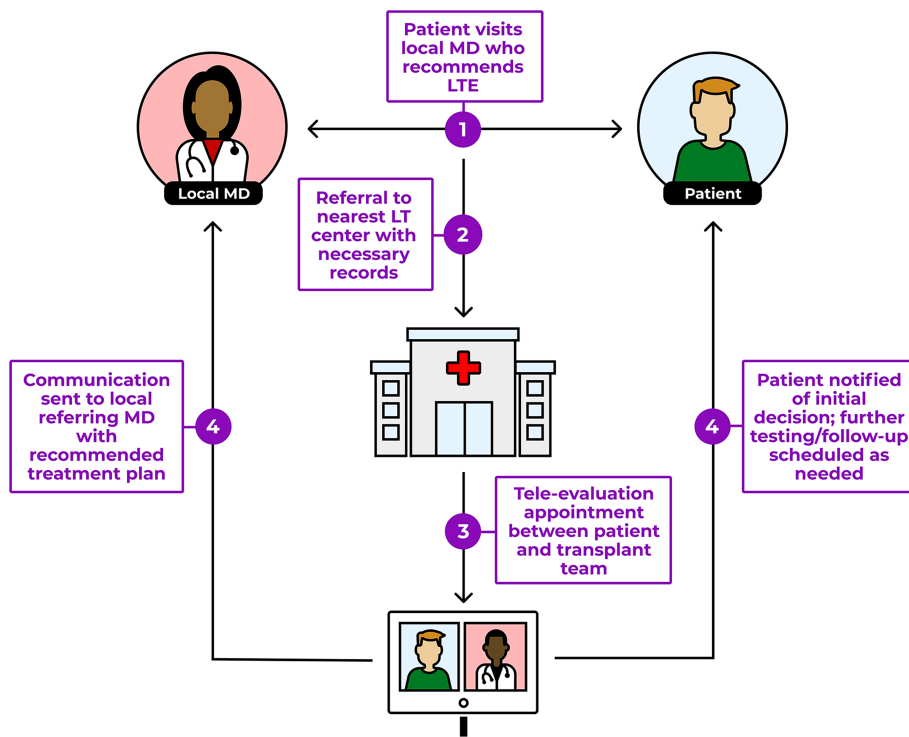 Patient visits
local MD who
recommends
LTE
1
Local MD
Patient
Referral to
nearest LT
center with
necessary
records
2
Communication
sent to local
referring MD
with
recommended
treatment plan
4
4
Patient notified
of initial
decision; further
testing/follow-up
scheduled as
needed
3
Tele-evaluation
appointment
between patient
and transplant
team